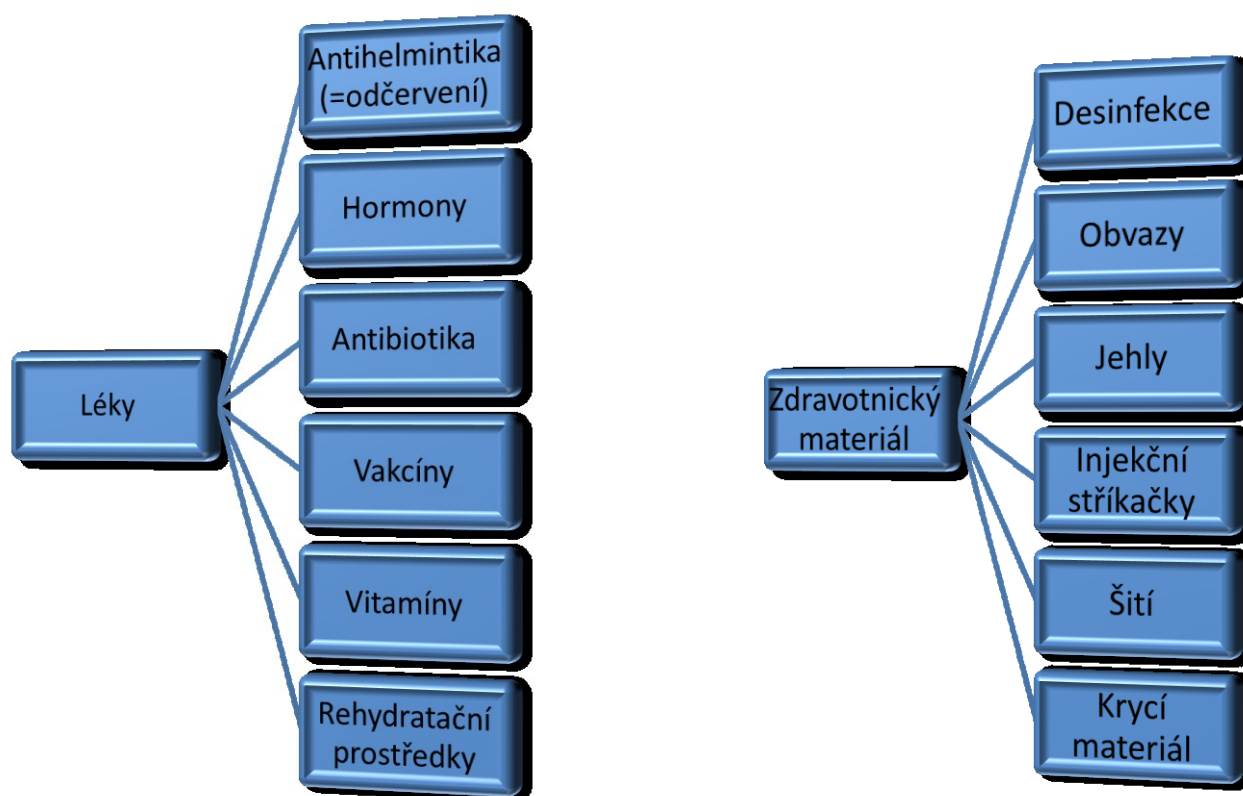 Léky
Antihelmintika
(=odčervení)
Hormony
Antibiotika
Vakcíny
Vitamíny
Rehydratační
prostředky
Zdravotnický
materiál
Desinfekce
Obvazy
Jehly
Injekční
stříkačky
Šití
Krycí
materiál